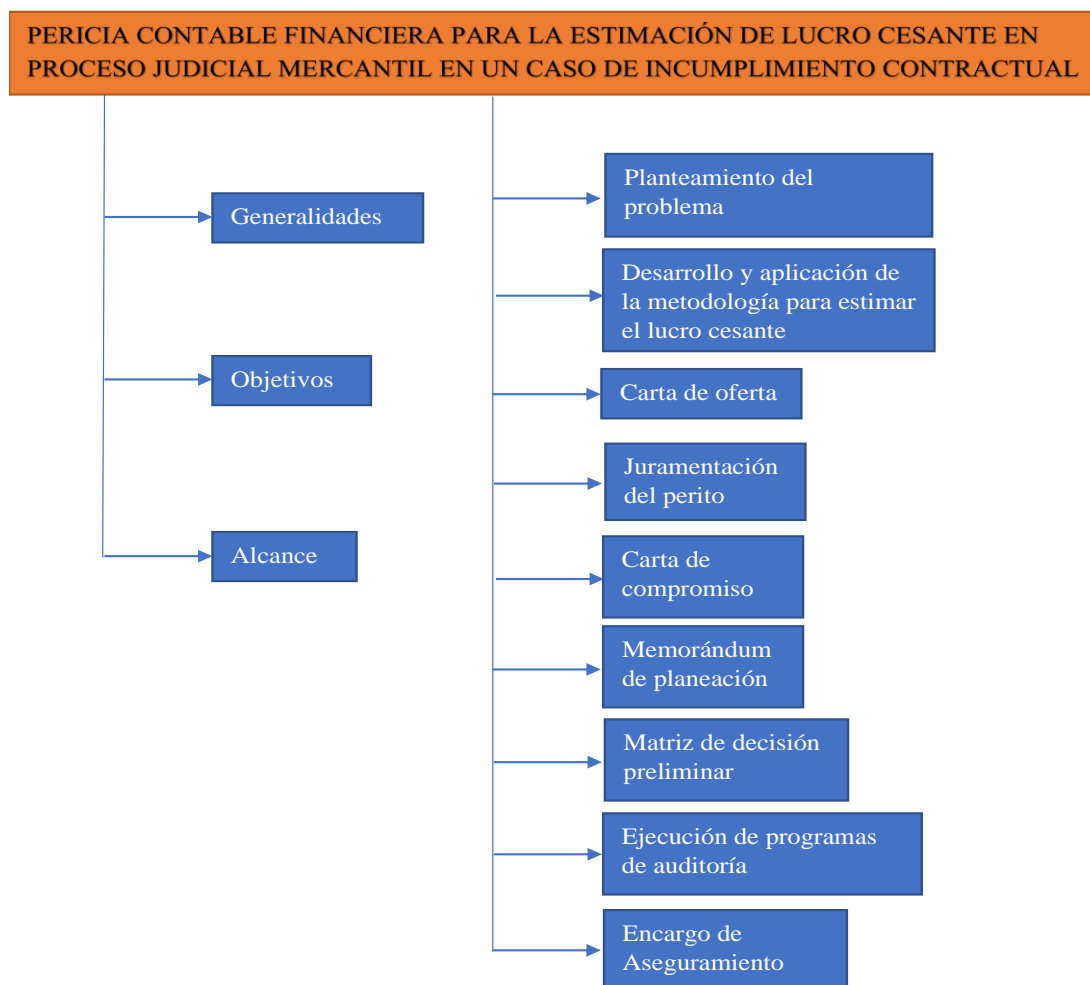 PERICIA CONTABLE FINANCIERA PARA LA ESTIMACIÓN DE LUCRO CESANTE EN
PROCESO JUDICIAL MERCANTIL EN UN CASO DE INCUMPLIMIENTO CONTRACTUAL
Generalidades
Objetivos
Alcance
Planteamiento del
problema
Desarrollo y aplicación de
la metodología para estimar
el lucro cesante
Carta de oferta
Juramentación
del perito
Carta de
compromiso
Memorándum
de planeación
Matriz de decisión
preliminar
Ejecución de programas
de auditoría
Encargo de
Aseguramiento